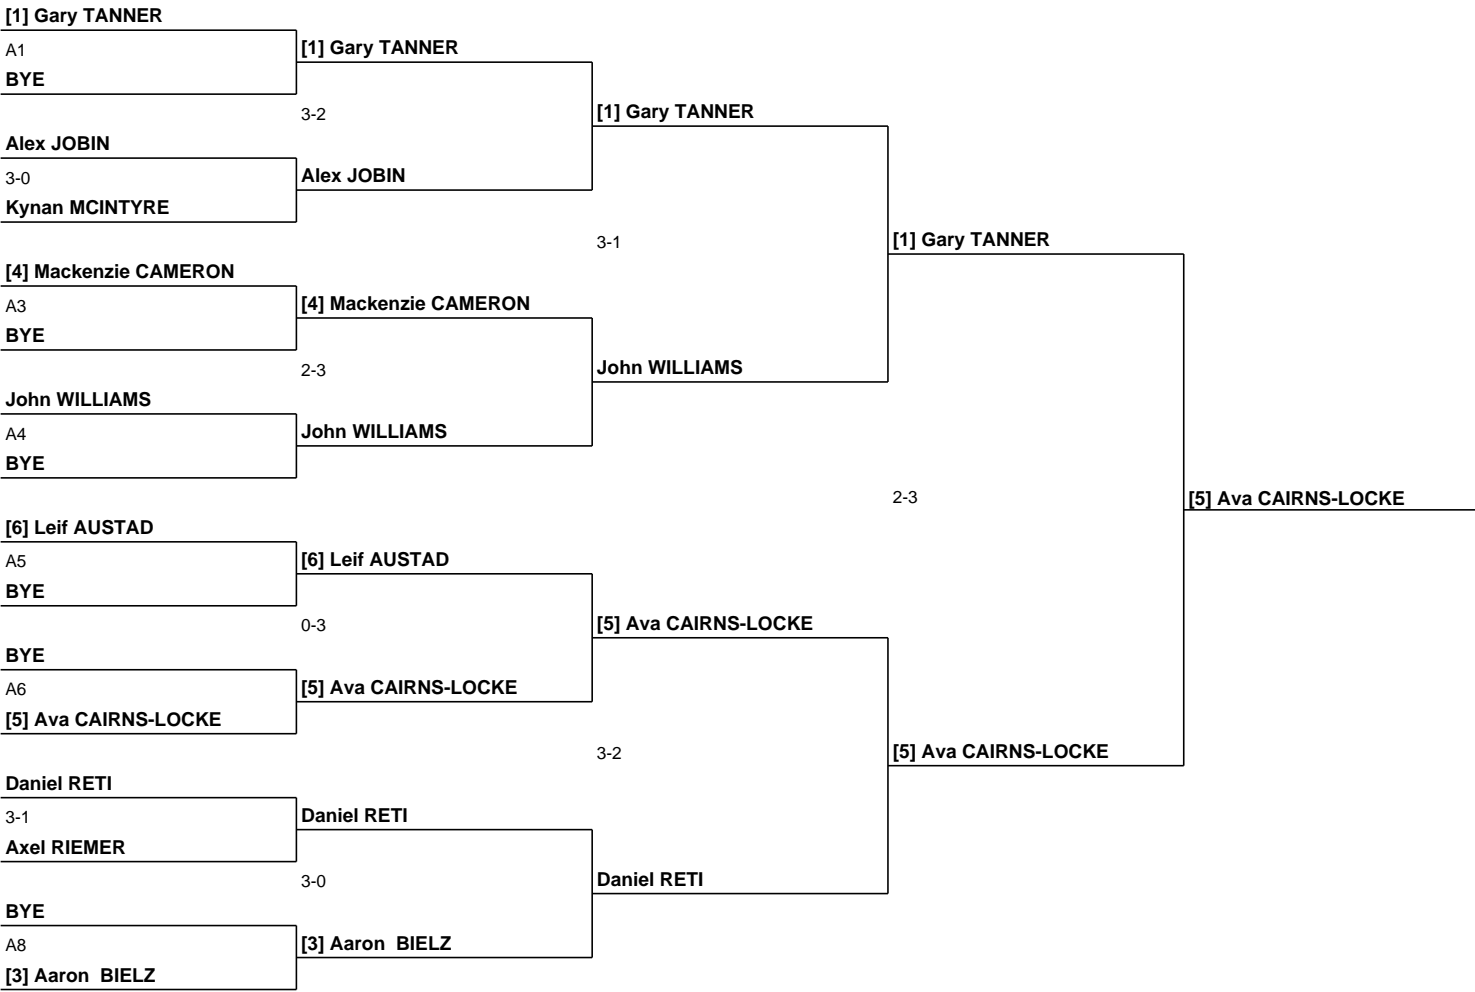 [1] Gary TANNER
A1
BYE
Alex JOBIN
3-0
Kynan MCINTYRE
[4] Mackenzie CAMERON
A3
BYE
John WILLIAMS
A4
BYE
[6] Leif AUSTAD
A5
BYE
BYE
A6
[5] Ava CAIRNS-LOCKE
Daniel RETI
3-1
Axel RIEMER
BYE
A8
[3] Aaron  BIELZ
[1] Gary TANNER
3-2
Alex JOBIN
[4] Mackenzie CAMERON
2-3
John WILLIAMS
[6] Leif AUSTAD
0-3
[5] Ava CAIRNS-LOCKE
Daniel RETI
3-0
[3] Aaron  BIELZ
[1] Gary TANNER
3-1
John WILLIAMS
[5] Ava CAIRNS-LOCKE
3-2
Daniel RETI
[1] Gary TANNER
2-3
[5] Ava CAIRNS-LOCKE
[5] Ava CAIRNS-LOCKE